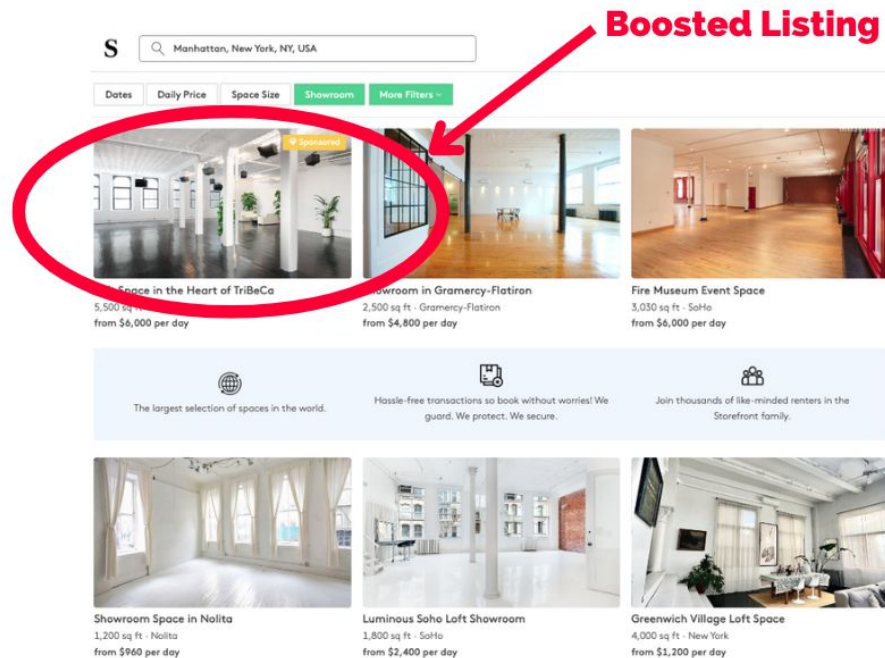 Boosted Listing
S
Manhattan, New York, NY, USA
Dates Daily Price Space Size Showroom More Filters
Sponsored
Space in the Heart of TriBeCa
Showroom in Gramercy-Flatiron
Fire Museum Event Space
5,500 sq ft
2,500 sq ft · Gramercy-Flatiron
3,030 sq ft · SoHo
from $6,000 per day
from $4,800 per day
from $6,000 per day
The largest selection of spaces in the world.
Hassle-free transactions so book without worries! We
guard. We protect. We secure.
Join thousands of like-minded renters in the
Storefront family.
Showroom Space in Nolita
Luminous Soho Loft Showroom
Greenwich Village Loft Space
1,200 sq ft · Nolita
1,800 sq ft · SoHo
4,000 sq ft · New York
from $960 per day
from $2,400 per day
from $1,200 per day